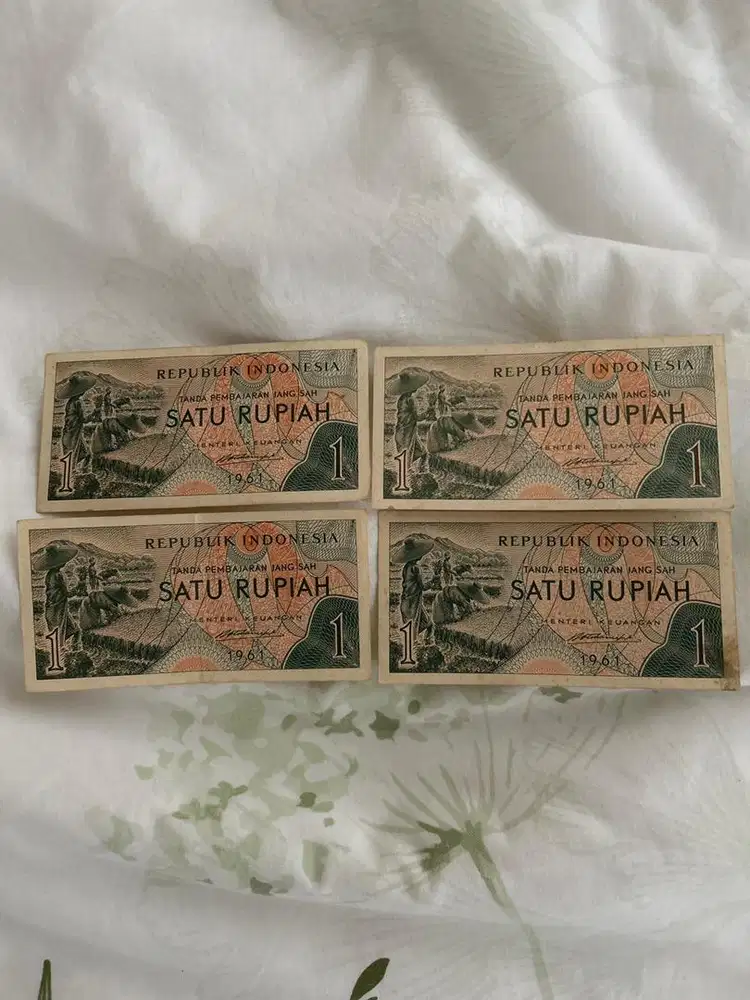 REPUBLIK INDONESIA
TANDA PEMBAJARAN JANG SAH
SATU RUPIAH
MENTERI KEUANGAN
1961
1 1
REPUBLIK INDONESIA
TANDA PEMBAJARAN JANG SAH
SATU RUPIAH
MENTERI KEUANGAN
1961
1 1
REPUBLIK INDONESIA
TANDA PEMBAJARAN JANG SAH
SATU RUPIAH
MENTERI KEUANGAN
1961
1 1
REPUBLIK INDONESIA
TANDA PEMBAJARAN JANG SAH
SATU RUPIAH
MENTERI KEUANGAN
1961
1 1